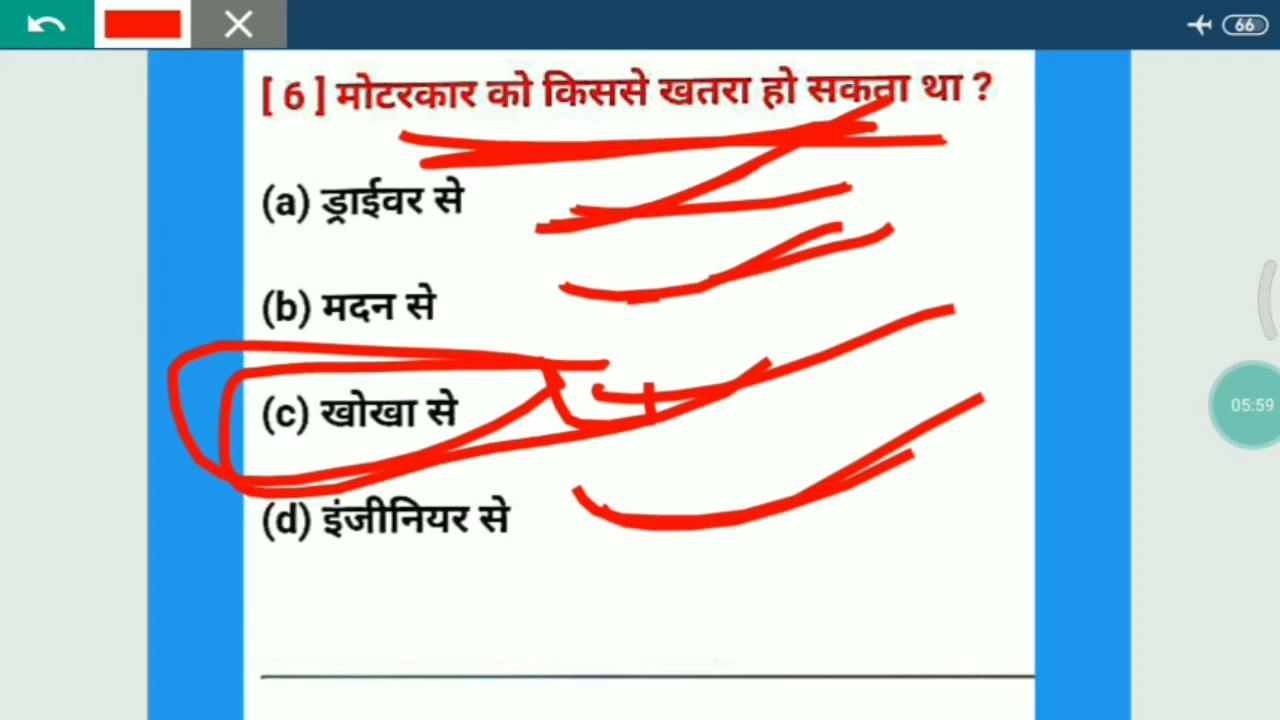 66
[ 6 ] मोटरकार को किससे खतरा हो सकता था ?
(a) ड्राईवर से
(b) मदन से
(c) खोखा से
05:59
(d) इंजीनियर से